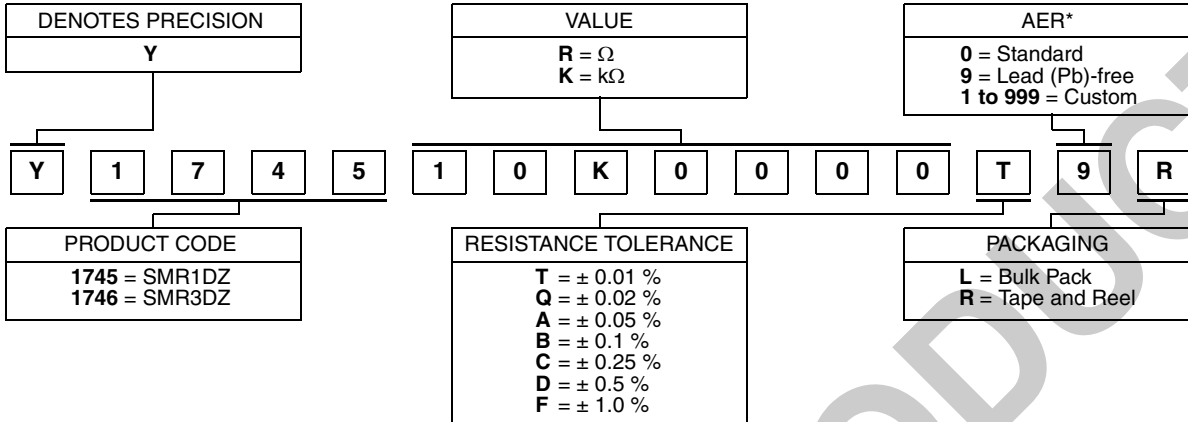 DENOTES PRECISION
Y
VALUE
R = Ω
K = kΩ
AER*
0 = Standard
9 = Lead (Pb)-free
1 to 999 = Custom
Y 1 7 4 5 1 0 K 0 0 0 0 T 9 R
PRODUCT CODE
1745 = SMR1DZ
1746 = SMR3DZ
RESISTANCE TOLERANCE
T = ± 0.01 %
Q = ± 0.02 %
A = ± 0.05 %
B = ± 0.1 %
C = ± 0.25 %
D = ± 0.5 %
F = ± 1.0 %
PACKAGING
L = Bulk Pack
R = Tape and Reel